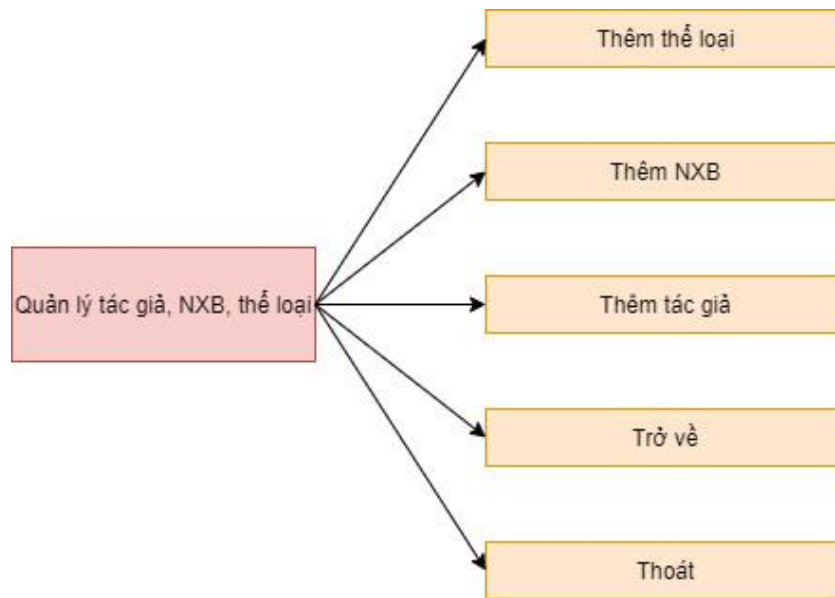 Thêm thể loại
Thêm NXB
Quản lý tác giả, NXB, thể loại
Thêm tác giả
Trở về
Thoát